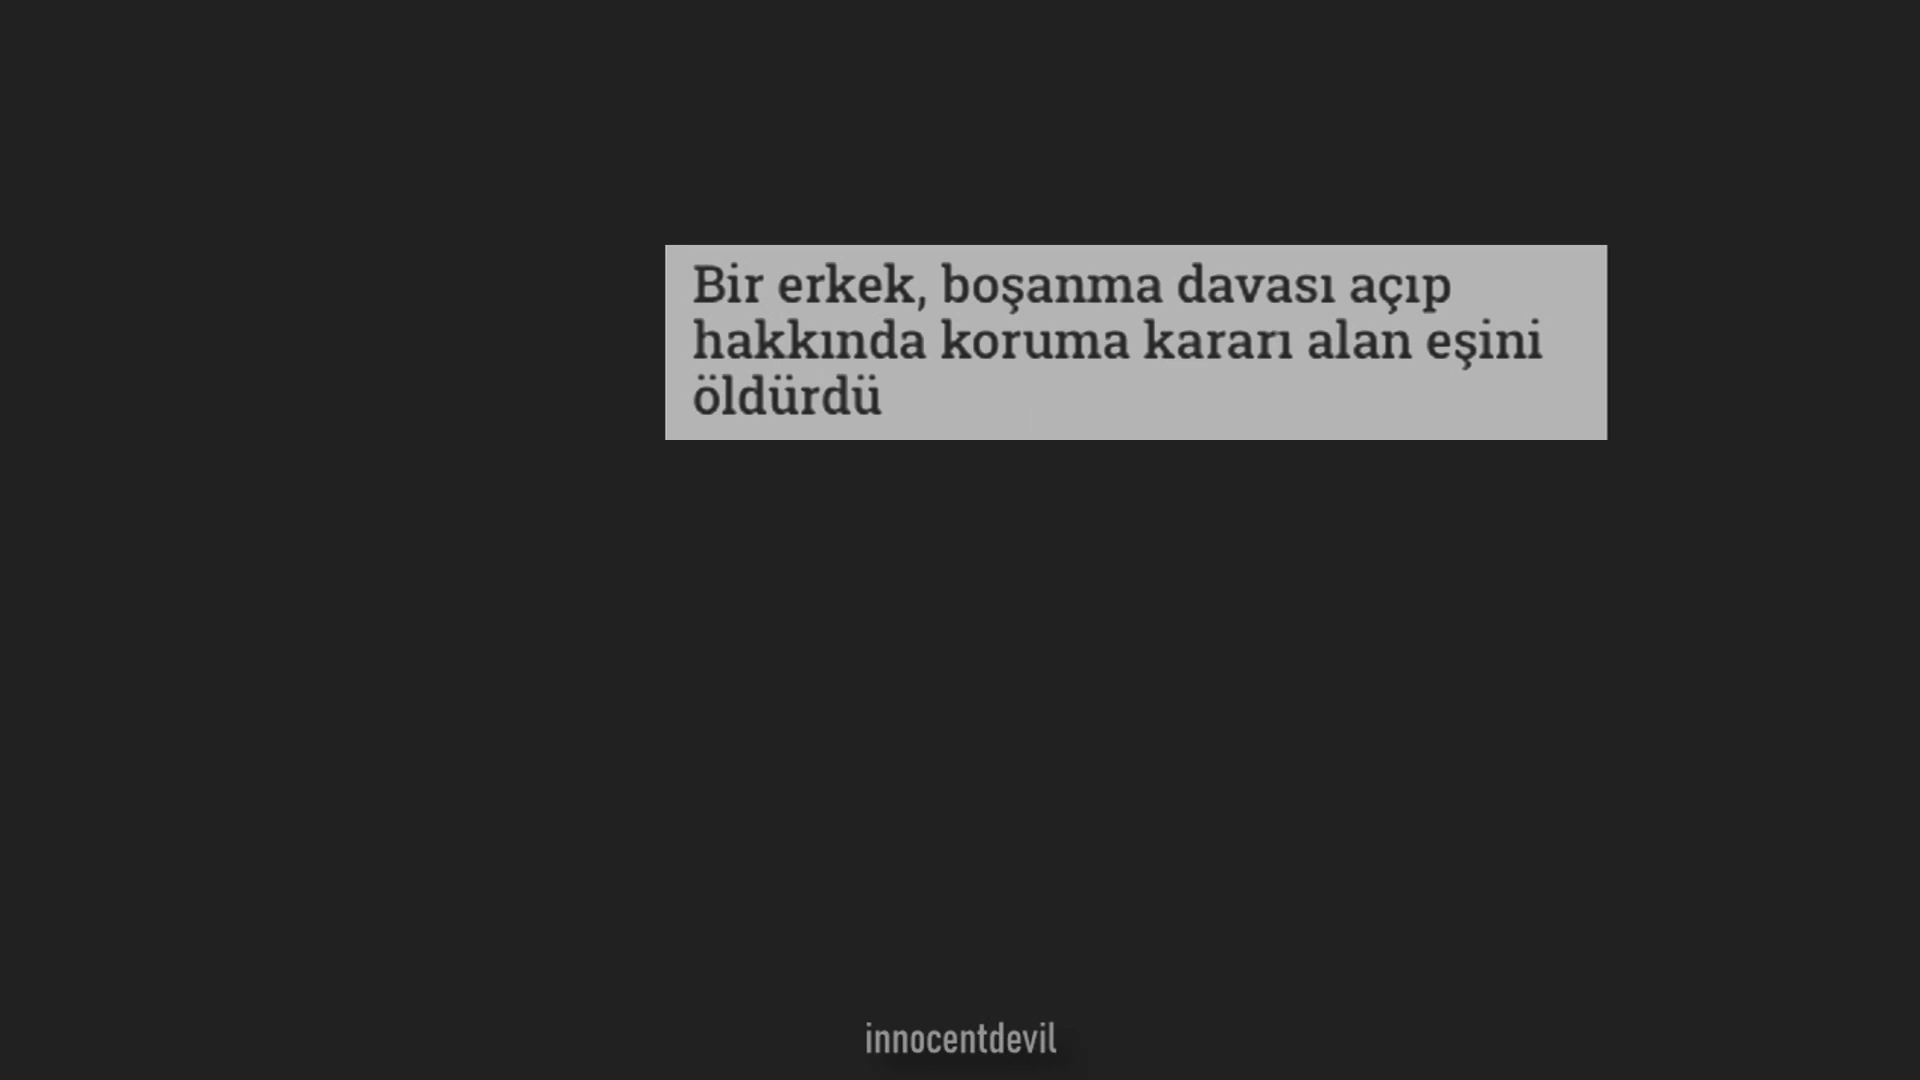 Bir erkek, boşanma davası açıp
hakkında koruma kararı alan eşini
öldürdü
innocentdevil